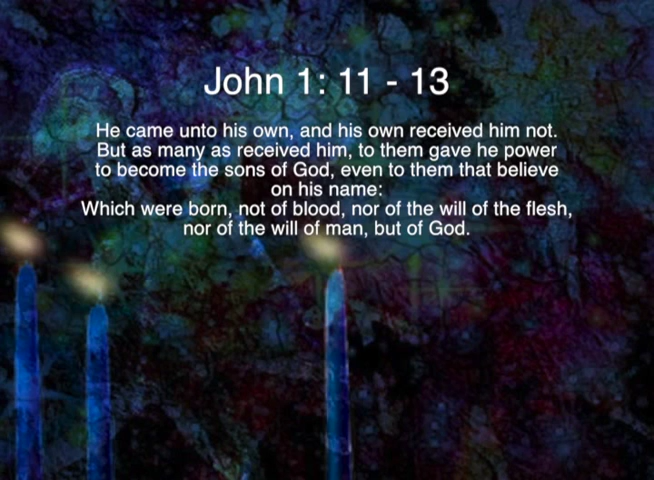 John 1: 11 - 13
He came unto his own, and his own received him not.
But as many as received him, to them gave he power
to become the sons of God, even to them that believe
on his name:
Which were born, not of blood, nor of the will of the flesh,
nor of the will of man, but of God.